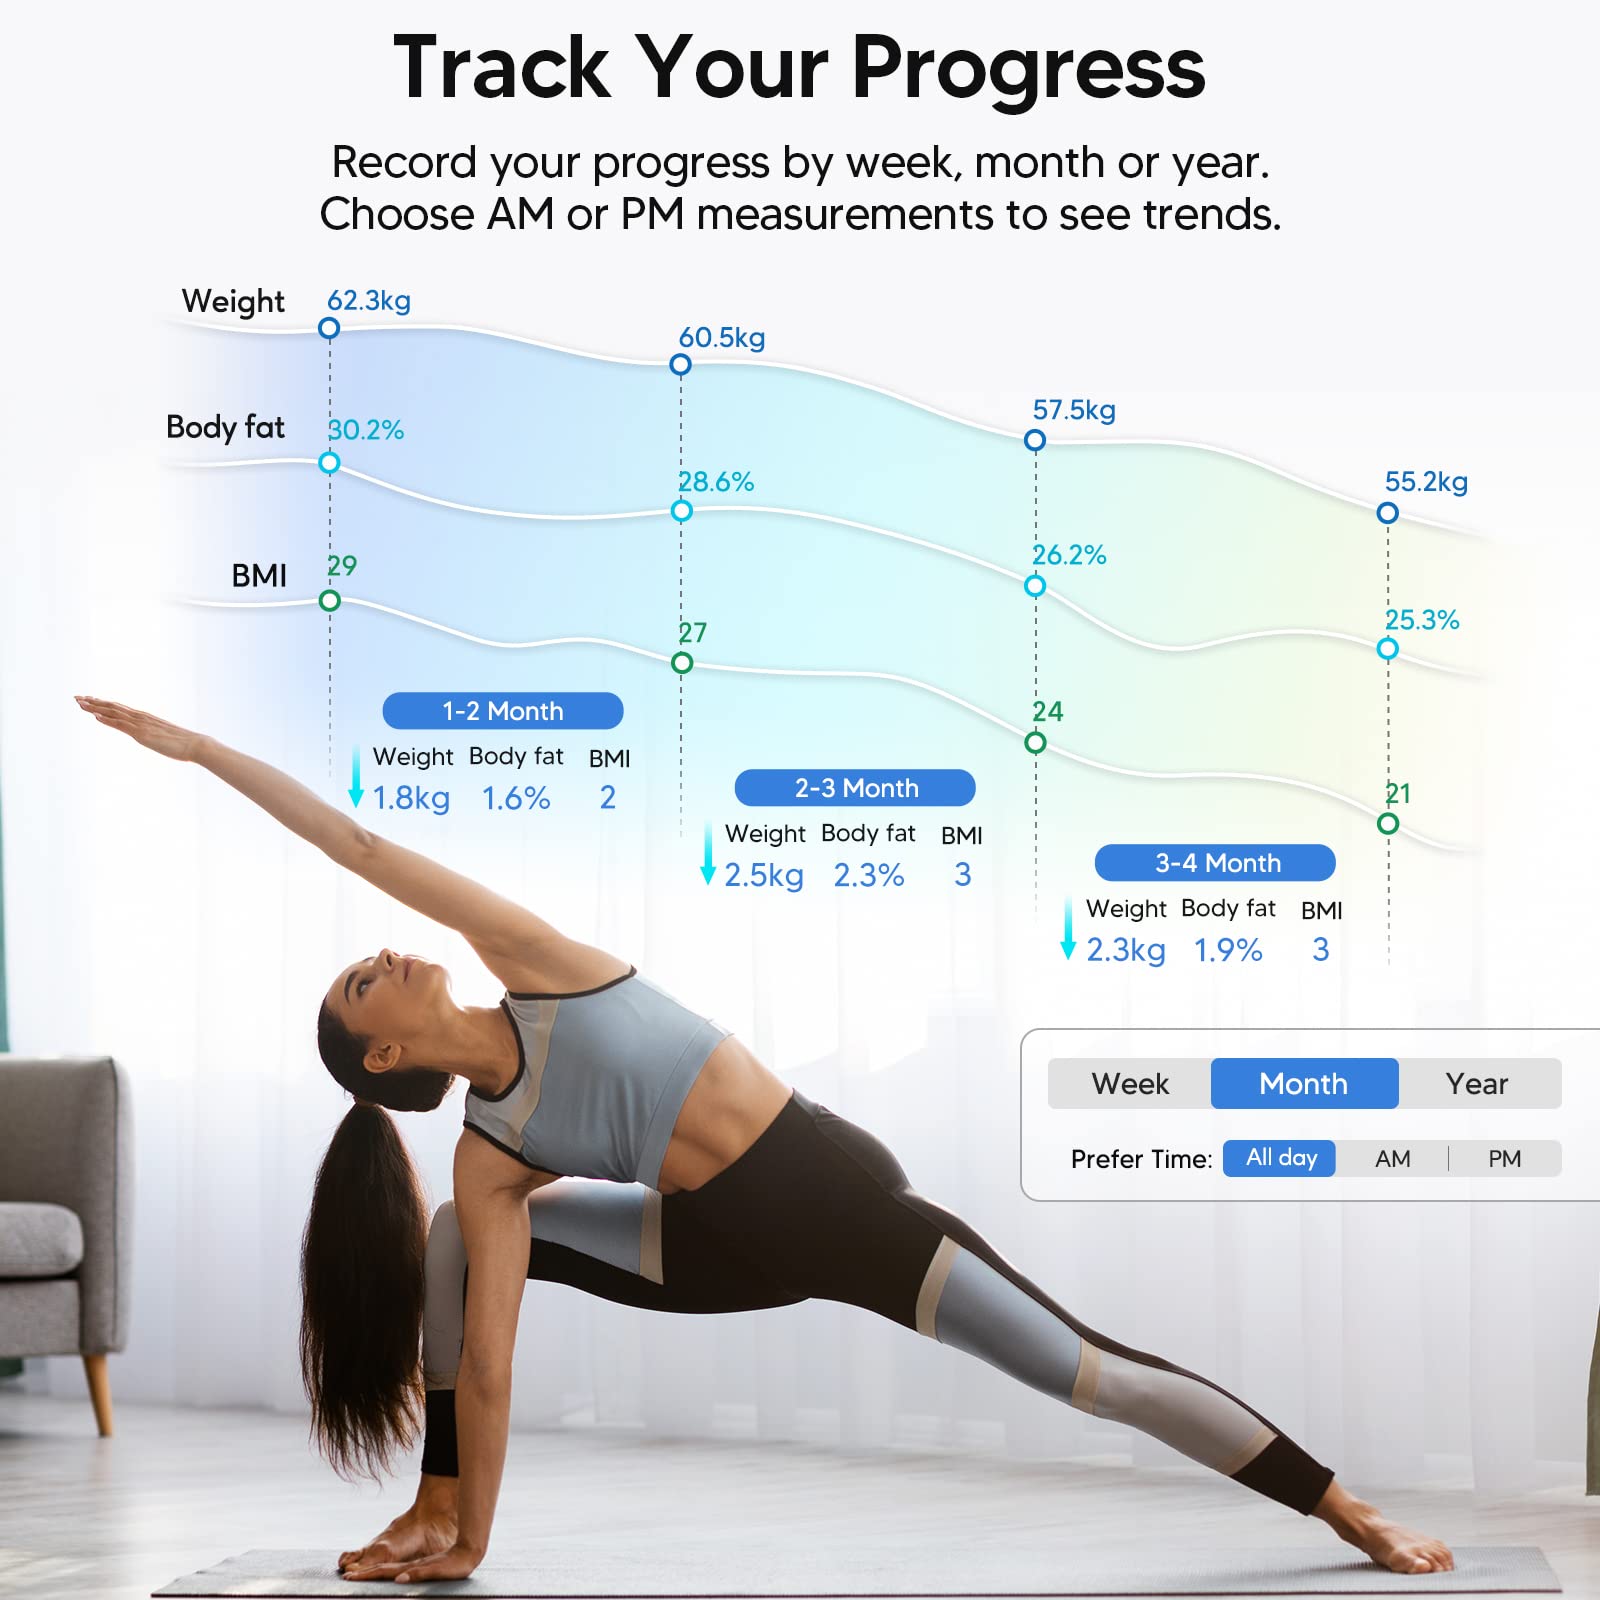 Track Your Progress
Record your progress by week, month or year.
Choose AM or PM measurements to see trends.
Weight
62.3kg
60.5kg
57.5kg
55.2kg
Body fat
30.2%
28.6%
26.2%
25.3%
BMI
29
27
24
21
1-2 Month
Weight Body fat BMI
1.8kg 1.6% 2
2-3 Month
Weight Body fat BMI
2.5kg 2.3% 3
3-4 Month
Weight Body fat BMI
2.3kg 1.9% 3
Week Month Year
Prefer Time: All day AM PM